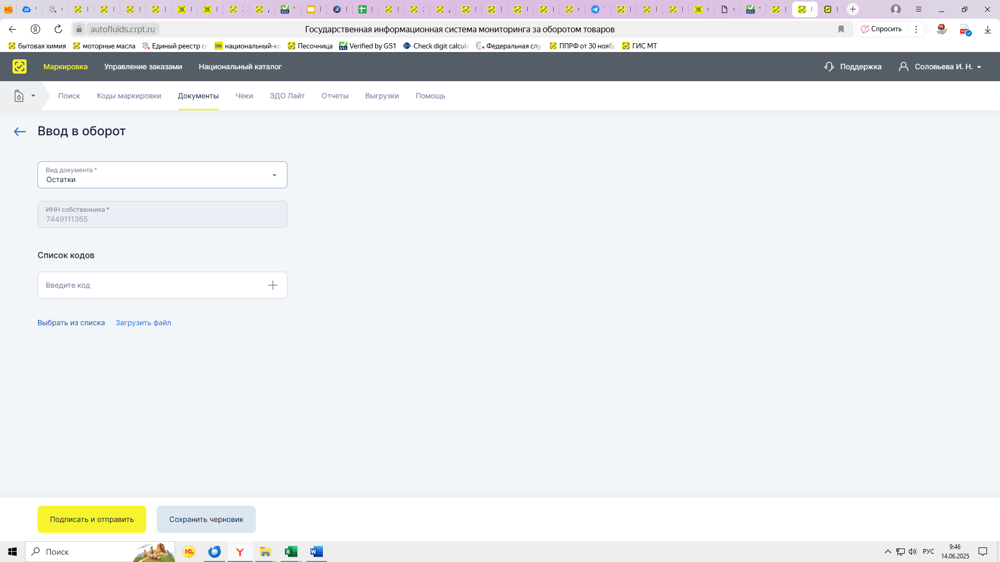 autofluids.crpt.ru
Государственная информационная система мониторинга за оборотом товаров
Спросить
бытовая химия
моторные масла
Единый реестр се
национальный-ка
Песочница
Verified by GS1
Check digit calcula
Федеральная слу
ППРФ от 30 нояб
ГИС МТ
Маркировка
Управление заказами
Национальный каталог
Поддержка
Соловьева И. Н.
Поиск
Коды маркировки
Документы
Чеки
ЭДО Лайт
Отчеты
Выгрузки
Помощь
Ввод в оборот
Вид документа *
Остатки
ИНН собственника *
7449111365
Список кодов
Введите код
Выбрать из списка
Загрузить файл
Подписать и отправить
Сохранить черновик
Поиск
РУС
9:46
14.06.2025